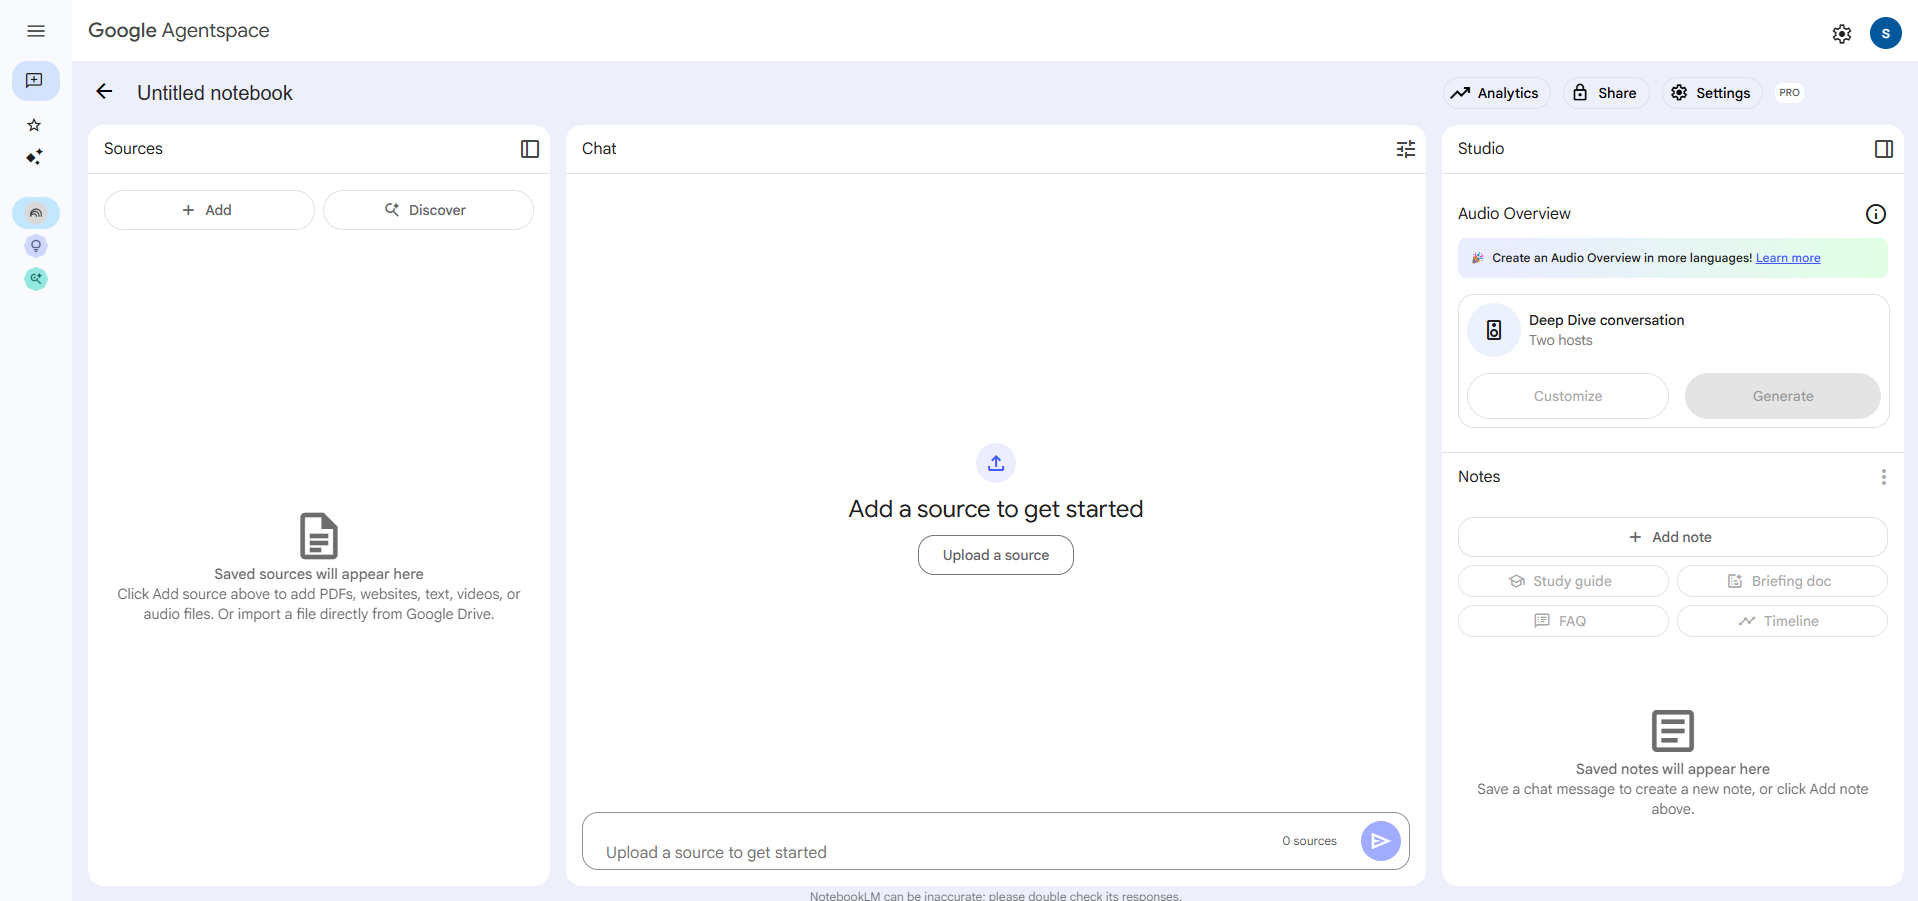 Google Agentspace
S
Untitled notebook
Analytics
Share
Settings
PRO
Sources
Add
Discover
Saved sources will appear here
Click Add source above to add PDFs, websites, text, videos, or
audio files. Or import a file directly from Google Drive.
Chat
Add a source to get started
Upload a source
Upload a source to get started
0 sources
NotebookLM can be inaccurate; please double check its responses.
Studio
Audio Overview
🎉 Create an Audio Overview in more languages! Learn more
Deep Dive conversation
Two hosts
Customize
Generate
Notes
Add note
Study guide
Briefing doc
FAQ
Timeline
Saved notes will appear here
Save a chat message to create a new note, or click Add note
above.